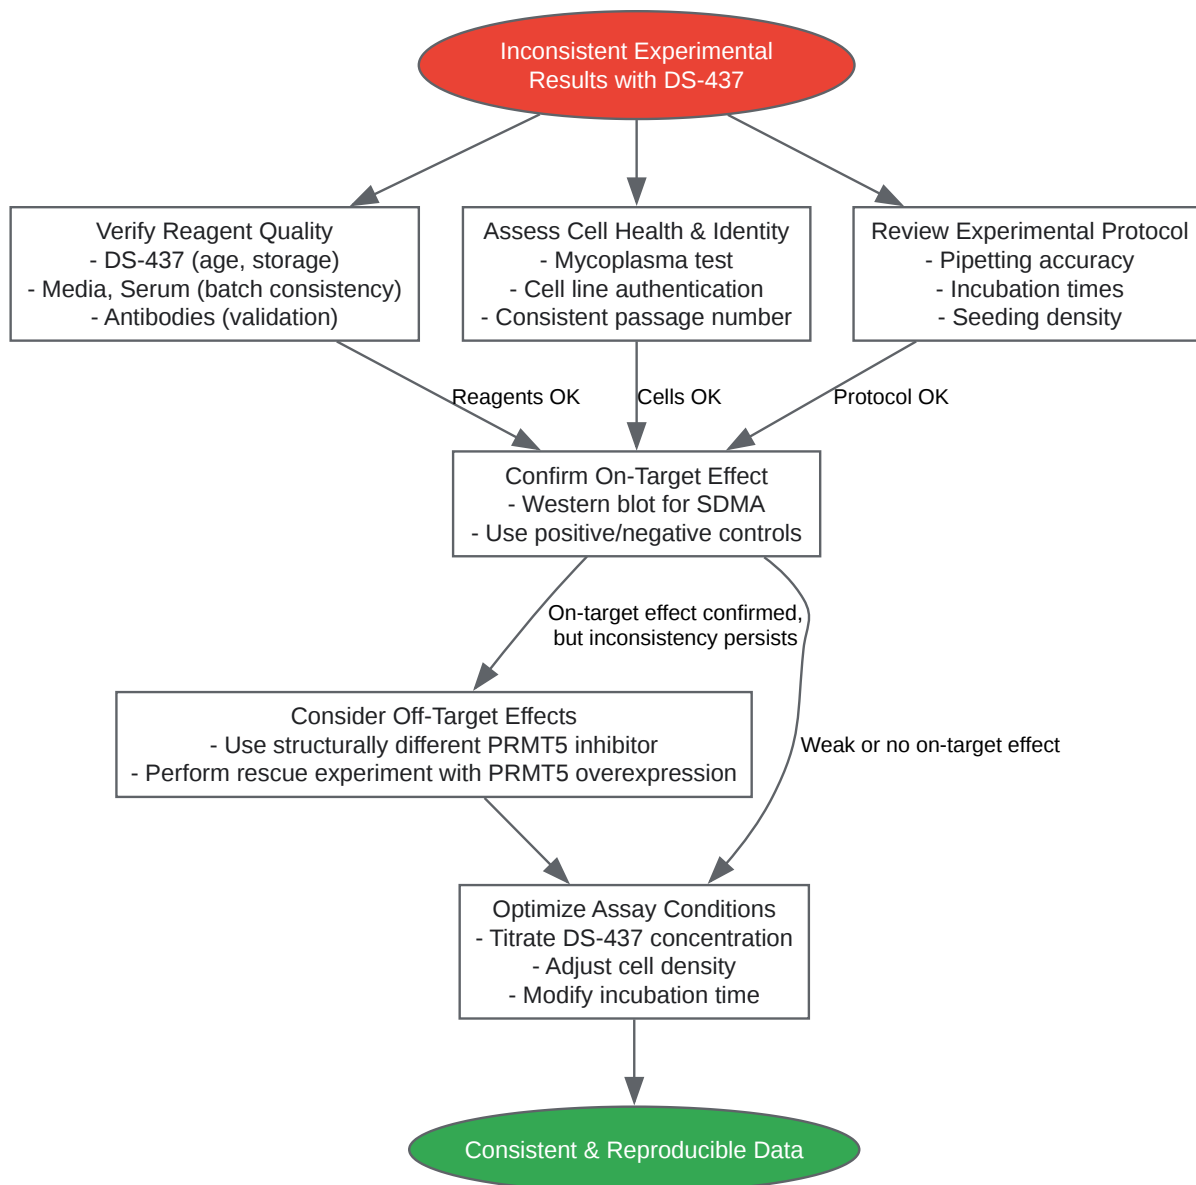 Inconsistent Experimental
Results with DS-437
Verify Reagent Quality
- DS-437 (age, storage)
- Media, Serum (batch consistency)
- Antibodies (validation)
Assess Cell Health & Identity
- Mycoplasma test
- Cell line authentication
- Consistent passage number
Review Experimental Protocol
- Pipetting accuracy
- Incubation times
- Seeding density
Reagents OK
Cells OK
Protocol OK
Confirm On-Target Effect
- Western blot for SDMA
- Use positive/negative controls
On-target effect confirmed,
but inconsistency persists
Consider Off-Target Effects
- Use structurally different PRMT5 inhibitor
- Perform rescue experiment with PRMT5 overexpression
Weak or no on-target effect
Optimize Assay Conditions
- Titrate DS-437 concentration
- Adjust cell density
- Modify incubation time
Consistent & Reproducible Data